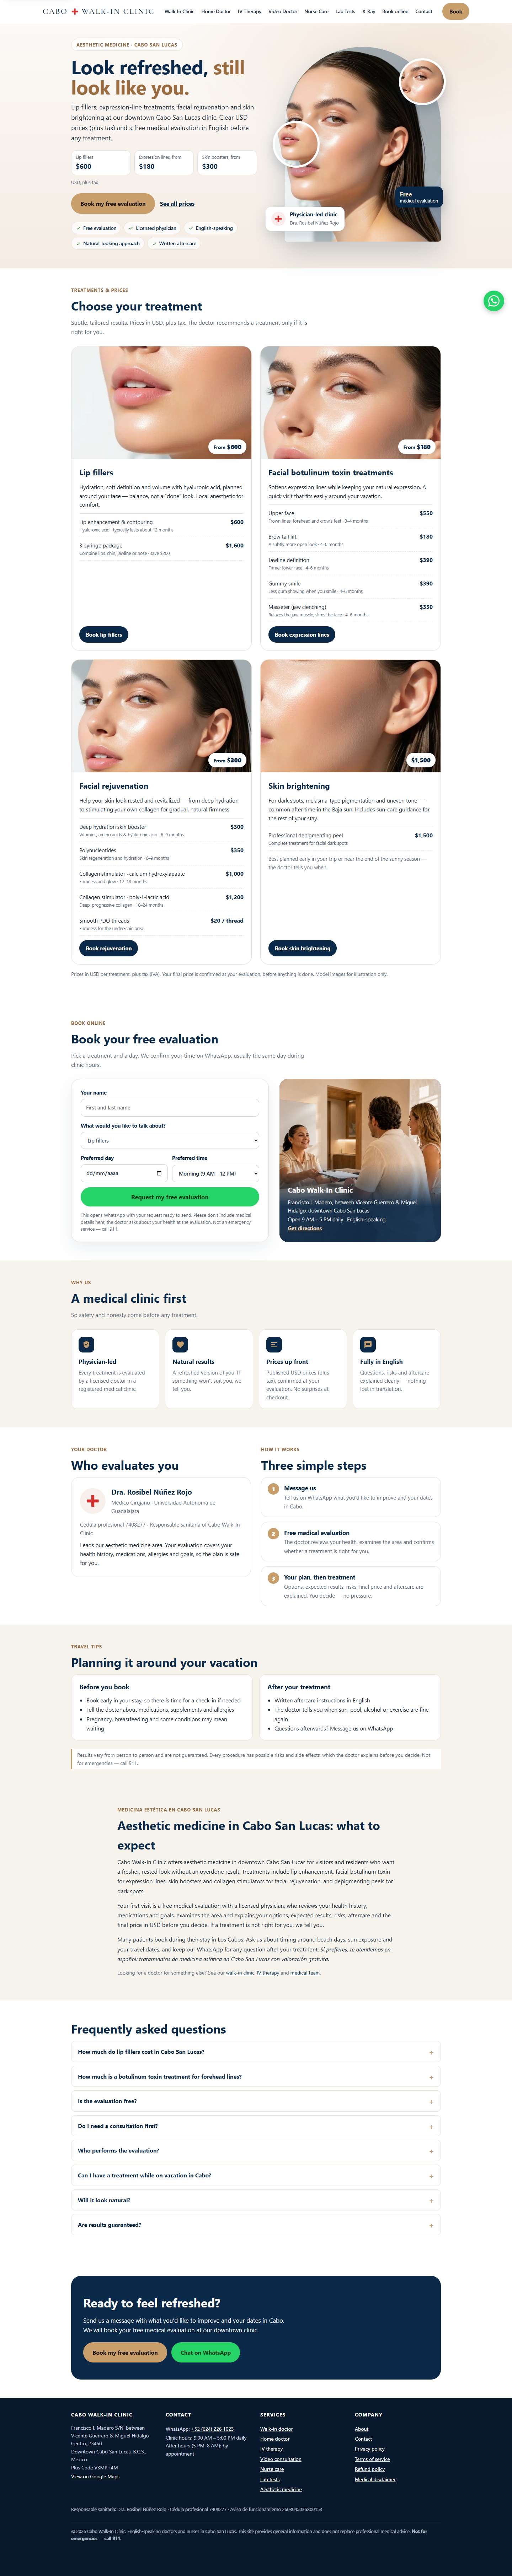 CABO WALK-IN CLINIC
Walk-In Clinic Home Doctor IV Therapy Video Doctor Nurse Care Lab Tests X-Ray Book online Contact Book
AESTHETIC MEDICINE · CABO SAN LUCAS
Look refreshed, still
look like you.
Lip fillers, expression-line treatments, facial rejuvenation and skin
brightening at our downtown Cabo San Lucas clinic. Clear USD
prices (plus tax) and a free medical evaluation in English before
any treatment.
Lip fillers
$600
Expression lines, from
$180
Skin boosters, from
$300
USD, plus tax
Book my free evaluation See all prices
✓ Free evaluation ✓ Licensed physician ✓ English-speaking
✓ Natural-looking approach ✓ Written aftercare
Free
medical evaluation
Physician-led clinic
Dra. Rosibel Núñez Rojo
TREATMENTS & PRICES
Choose your treatment
Subtle, tailored results. Prices in USD, plus tax. The doctor recommends a treatment only if it is
right for you.
From $600
Lip fillers
Hydration, soft definition and volume with hyaluronic acid, planned
around your face — balance, not a "done" look. Local anesthetic for
comfort.
Lip enhancement & contouring $600
Hyaluronic acid · typically lasts about 12 months
3-syringe package $1,600
Combine lips, chin, jawline or nose · save $200
Book lip fillers
From $180
Facial botulinum toxin treatments
Softens expression lines while keeping your natural expression. A
quick visit that fits easily around your vacation.
Upper face $550
Frown lines, forehead and crow's feet · 3–4 months
Brow tail lift $180
A subtly more open look · 4–6 months
Jawline definition $390
Firmer lower face · 4–6 months
Gummy smile $390
Less gum showing when you smile · 4–6 months
Masseter (jaw clenching) $350
Relaxes the jaw muscle, slims the face · 4–6 months
Book expression lines
From $300
Facial rejuvenation
Help your skin look rested and revitalized — from deep hydration
to stimulating your own collagen for gradual, natural firmness.
Deep hydration skin booster $300
Vitamins, amino acids & hyaluronic acid · 6–9 months
Polynucleotides $350
Skin regeneration and hydration · 6–9 months
Collagen stimulator · calcium hydroxylapatite $1,000
Firmness and glow · 12–18 months
Collagen stimulator · poly-L-lactic acid $1,200
Deep, progressive collagen · 18–24 months
Smooth PDO threads $20 / thread
Firmness for the under-chin area
Book rejuvenation
$1,500
Skin brightening
For dark spots, melasma-type pigmentation and uneven tone —
common after time in the Baja sun. Includes sun-care guidance for
the rest of your stay.
Professional depigmenting peel $1,500
Complete treatment for facial dark spots
Best planned early in your trip or near the end of the sunny season —
the doctor tells you when.
Book skin brightening
Prices in USD per treatment, plus tax (IVA). Your final price is confirmed at your evaluation, before anything is done. Model images for illustration only.
BOOK ONLINE
Book your free evaluation
Pick a treatment and a day. We confirm your time on WhatsApp, usually the same day during
clinic hours.
Your name
First and last name
What would you like to talk about?
Lip fillers
Preferred day Preferred time
dd/mm/aaaa Morning (9 AM – 12 PM)
Request my free evaluation
This opens WhatsApp with your request ready to send. Please don't include medical
details here; the doctor asks about your health at the evaluation. Not an emergency
service — call 911.
Cabo Walk-In Clinic
Francisco I. Madero, between Vicente Guerrero & Miguel
Hidalgo, downtown Cabo San Lucas
Open 9 AM – 5 PM daily · English-speaking
Get directions
WHY US
A medical clinic first
So safety and honesty come before any treatment.
Physician-led
Every treatment is evaluated
by a licensed doctor in a
registered medical clinic.
Natural results
A refreshed version of you. If
something won't suit you, we
tell you.
Prices up front
Published USD prices (plus
tax), confirmed at your
evaluation. No surprises at
checkout.
Fully in English
Questions, risks and aftercare
explained clearly — nothing
lost in translation.
YOUR DOCTOR
Who evaluates you
Dra. Rosibel Núñez Rojo
Médico Cirujano · Universidad Autónoma de
Guadalajara
Cédula profesional 7408277 · Responsable sanitaria of Cabo Walk-In
Clinic
Leads our aesthetic medicine area. Your evaluation covers your
health history, medications, allergies and goals, so the plan is safe
for you.
HOW IT WORKS
Three simple steps
1 Message us
Tell us on WhatsApp what you'd like to improve and your dates
in Cabo.
2 Free medical evaluation
The doctor reviews your health, examines the area and confirms
whether a treatment is right for you.
3 Your plan, then treatment
Options, expected results, risks, final price and aftercare are
explained. You decide — no pressure.
TRAVEL TIPS
Planning it around your vacation
Before you book
• Book early in your stay, so there is time for a check-in if needed
• Tell the doctor about medications, supplements and allergies
• Pregnancy, breastfeeding and some conditions may mean
waiting
After your treatment
• Written aftercare instructions in English
• The doctor tells you when sun, pool, alcohol or exercise are fine
again
• Questions afterwards? Message us on WhatsApp
Results vary from person to person and are not guaranteed. Every procedure has possible risks and side effects, which the doctor explains before you decide. Not
for emergencies — call 911.
MEDICINA ESTÉTICA EN CABO SAN LUCAS
Aesthetic medicine in Cabo San Lucas: what to
expect
Cabo Walk-In Clinic offers aesthetic medicine in downtown Cabo San Lucas for visitors and residents who want
a fresher, rested look without an overdone result. Treatments include lip enhancement, facial botulinum toxin
for expression lines, skin boosters and collagen stimulators for facial rejuvenation, and depigmenting peels for
dark spots.
Your first visit is a free medical evaluation with a licensed physician, who reviews your health history,
medications and goals, examines the area and explains your options, expected results, risks, aftercare and the
final price in USD before you decide. If a treatment is not right for you, we tell you.
Many patients book during their stay in Los Cabos. Ask us about timing around beach days, sun exposure and
your travel dates, and keep our WhatsApp for any question after your treatment. Si prefieres, te atendemos en
español: tratamientos de medicina estética en Cabo San Lucas con valoración gratuita.
Looking for a doctor for something else? See our walk-in clinic, IV therapy and medical team.
Frequently asked questions
How much do lip fillers cost in Cabo San Lucas? +
How much is a botulinum toxin treatment for forehead lines? +
Is the evaluation free? +
Do I need a consultation first? +
Who performs the evaluation? +
Can I have a treatment while on vacation in Cabo? +
Will it look natural? +
Are results guaranteed? +
Ready to feel refreshed?
Send us a message with what you'd like to improve and your dates in Cabo.
We will book your free medical evaluation at our downtown clinic.
Book my free evaluation Chat on WhatsApp
CABO WALK-IN CLINIC
Francisco I. Madero S/N, between
Vicente Guerrero & Miguel Hidalgo
Centro, 23450
Downtown Cabo San Lucas, B.C.S.,
Mexico
Plus Code V3MP+4M
View on Google Maps
CONTACT
WhatsApp: +52 (624) 226 1023
Clinic hours: 9:00 AM – 5:00 PM daily
After hours (5 PM–8 AM): by
appointment
SERVICES
Walk-in doctor
Home doctor
IV therapy
Video consultation
Nurse care
Lab tests
Aesthetic medicine
COMPANY
About
Contact
Privacy policy
Terms of service
Refund policy
Medical disclaimer
Responsable sanitaria: Dra. Rosibel Núñez Rojo · Cédula profesional 7408277 · Aviso de funcionamiento
© 2026 Cabo Walk-In Clinic. English-speaking doctors and nurses in Cabo San Lucas. This site provides general information and does not replace professional medical advice. Not for
emergencies — call 911.